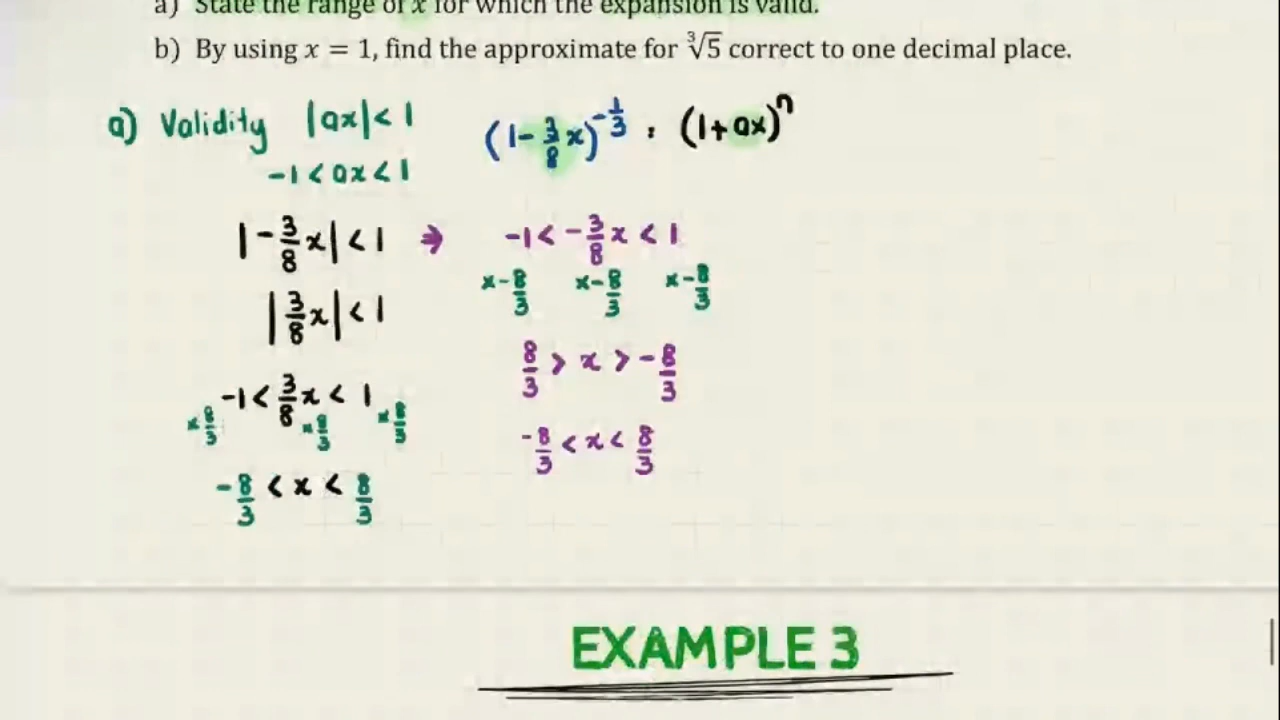 a) State the range of x for which the expansion is valid.
b) By using x = 1, find the approximate for ∛5 correct to one decimal place.
a) Validity |ax| < 1
-1 < ax < 1
(1 - 3/8 x)^(-1/3) : (1 + ax)^n
|-3/8 x| < 1 →
|3/8 x| < 1
-1 < 3/8 x < 1
× 8/3 × 8/3 × 8/3
-8/3 < x < 8/3
-1 < -3/8 x < 1
× -8/3 × -8/3 × -8/3
8/3 > x > -8/3
-8/3 < x < 8/3
EXAMPLE 3